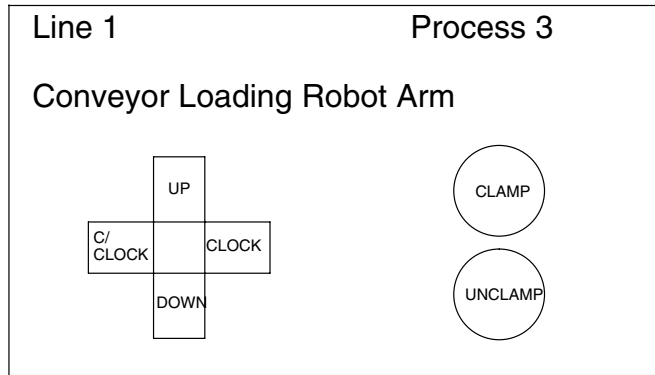 Line 1
Process 3
Conveyor Loading Robot Arm
UP
C/
CLOCK
CLOCK
DOWN
CLAMP
UNCLAMP